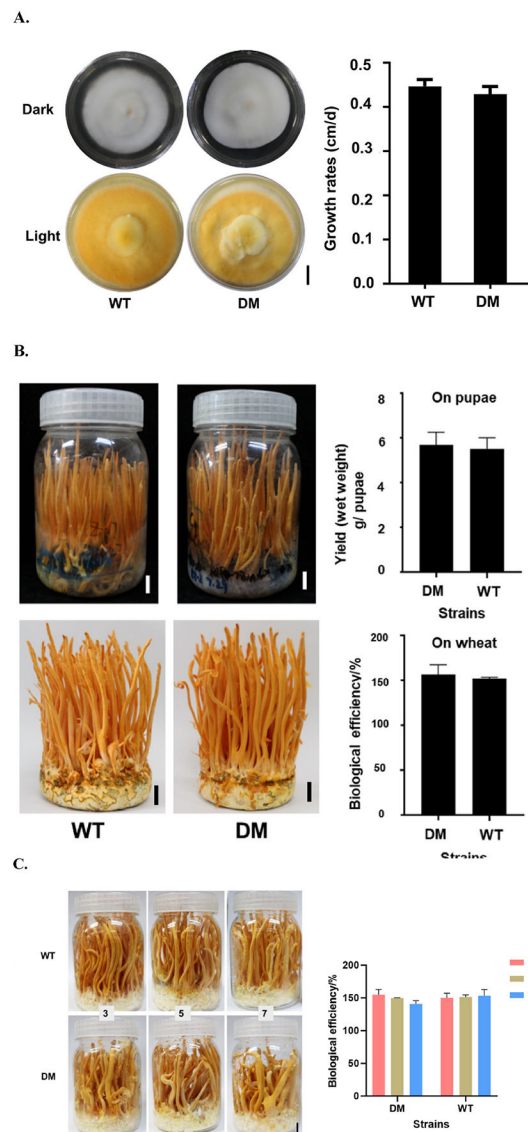 A.
Dark
Light
WT
DM
Growth rates (cm/d)
0.5
0.4
0.3
0.2
0.1
0.0
WT
DM
B.
On pupae
Yield (wet weight)
g/ pupae
8
6
4
2
0
DM
WT
Strains
On wheat
Biological efficiency/%
200
150
100
50
0
DM
WT
Strains
WT
DM
C.
WT
3
5
7
DM
Biological efficiency/%
200
150
100
50
0
DM
WT
Strains